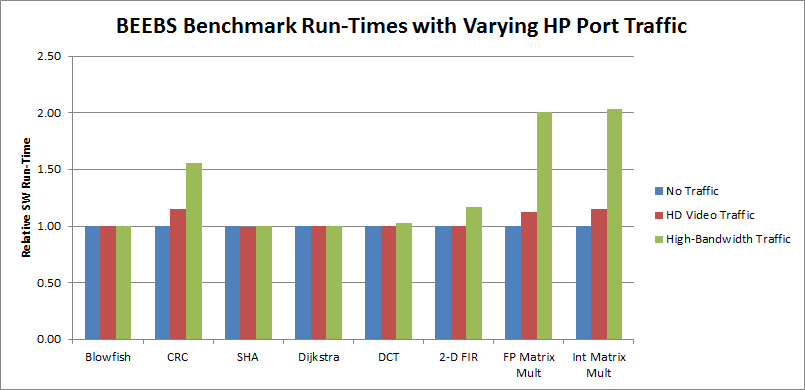 BEEBS Benchmark Run-Times with Varying HP Port Traffic
2.50
2.00
1.50
1.00
0.50
0.00
Relative SW Run-Time
Blowfish
CRC
SHA
Dijkstra
DCT
2-D FIR
FP Matrix
Mult
Int Matrix
Mult
No Traffic
HD Video Traffic
High-Bandwidth Traffic